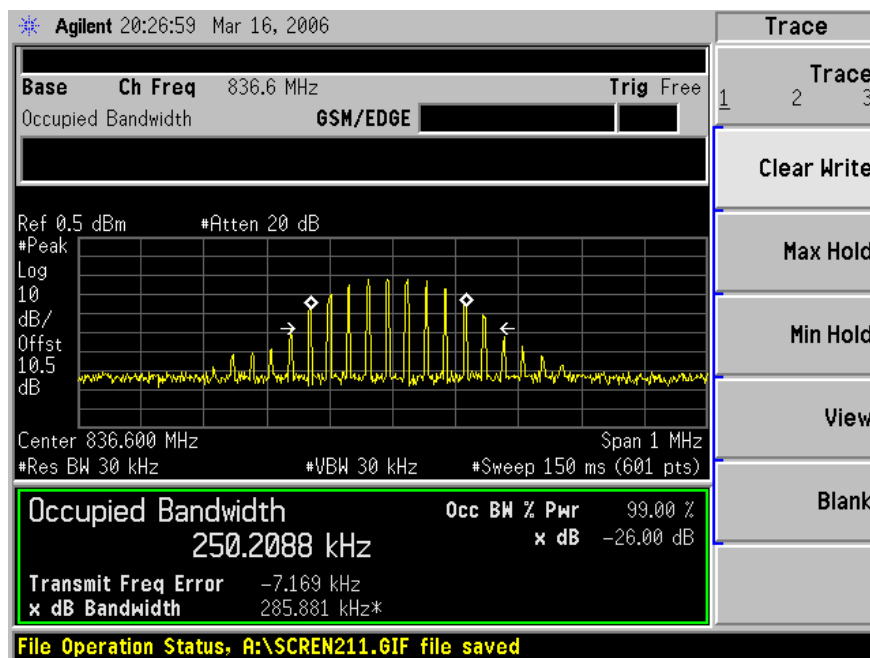 Agilent 20:26:59 Mar 16, 2006
Trace
Base Ch Freq 836.6 MHz Trig Free
Occupied Bandwidth GSM/EDGE
Ref 0.5 dBm #Atten 20 dB
#Peak
Log
10
dB/
Offst
10.5
dB
Center 836.600 MHz Span 1 MHz
#Res BW 30 kHz #VBW 30 kHz #Sweep 150 ms (601 pts)
Occupied Bandwidth
250.2088 kHz
Occ BW % Pwr 99.00 %
x dB -26.00 dB
Transmit Freq Error -7.169 kHz
x dB Bandwidth 285.881 kHz*
File Operation Status, A:\SCREN211.GIF file saved
Trace
1 2 3
Clear Write
Max Hold
Min Hold
View
Blank